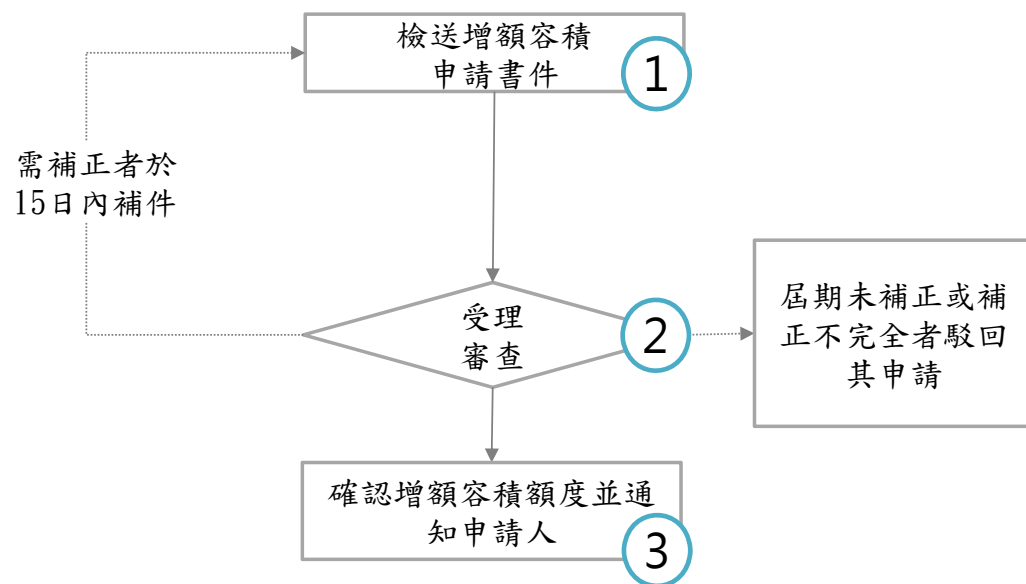 檢送增額容積
申請書件
1
需補正者於
15日內補件
受理
審查
2
屆期未補正或補
正不完全者駁回
其申請
確認增額容積額度並通
知申請人
3